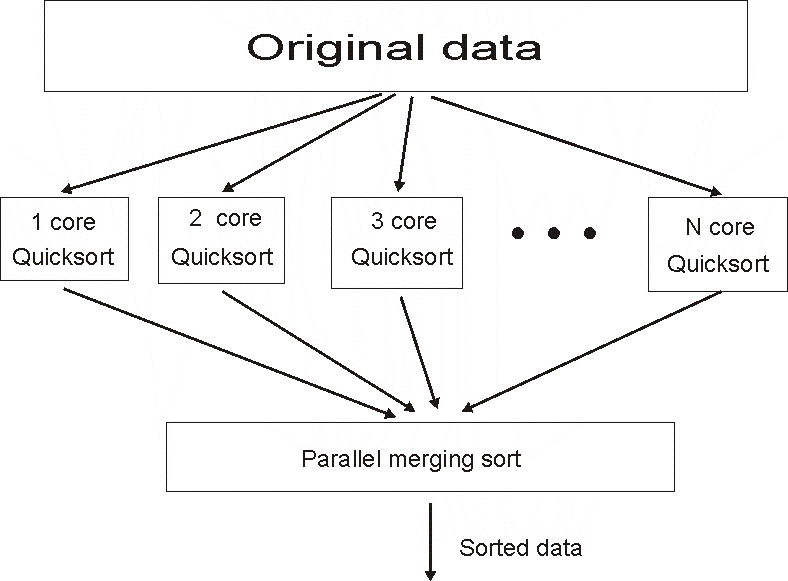 Original data
1 core
Quicksort
2 core
Quicksort
3 core
Quicksort
N core
Quicksort
Parallel merging sort
Sorted data